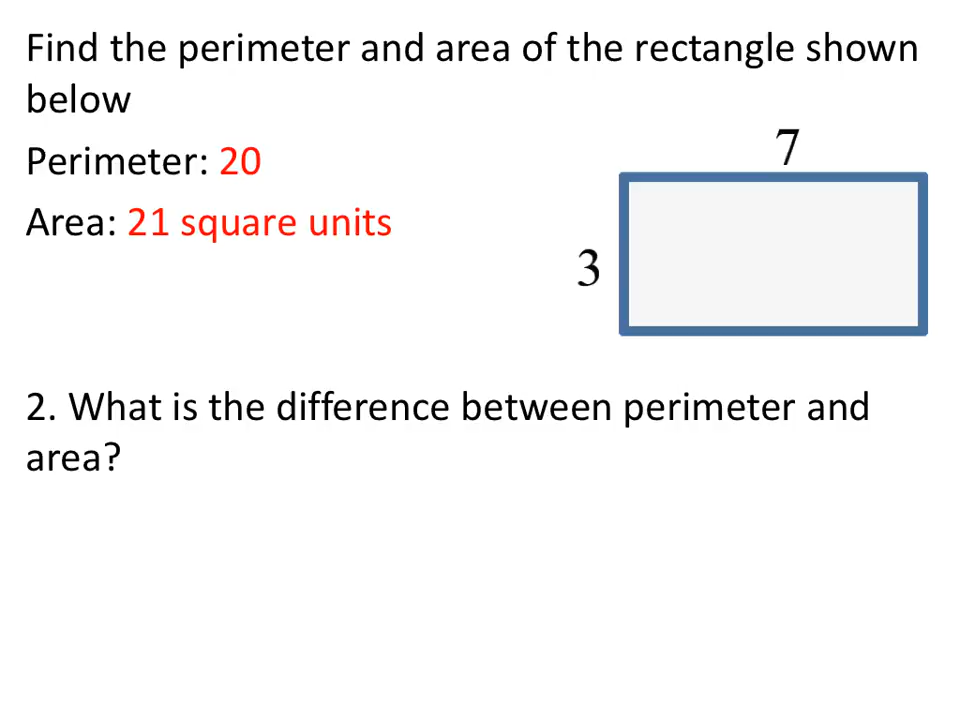 Find the perimeter and area of the rectangle shown
below
Perimeter: 20
Area: 21 square units
7
3
2. What is the difference between perimeter and
area?